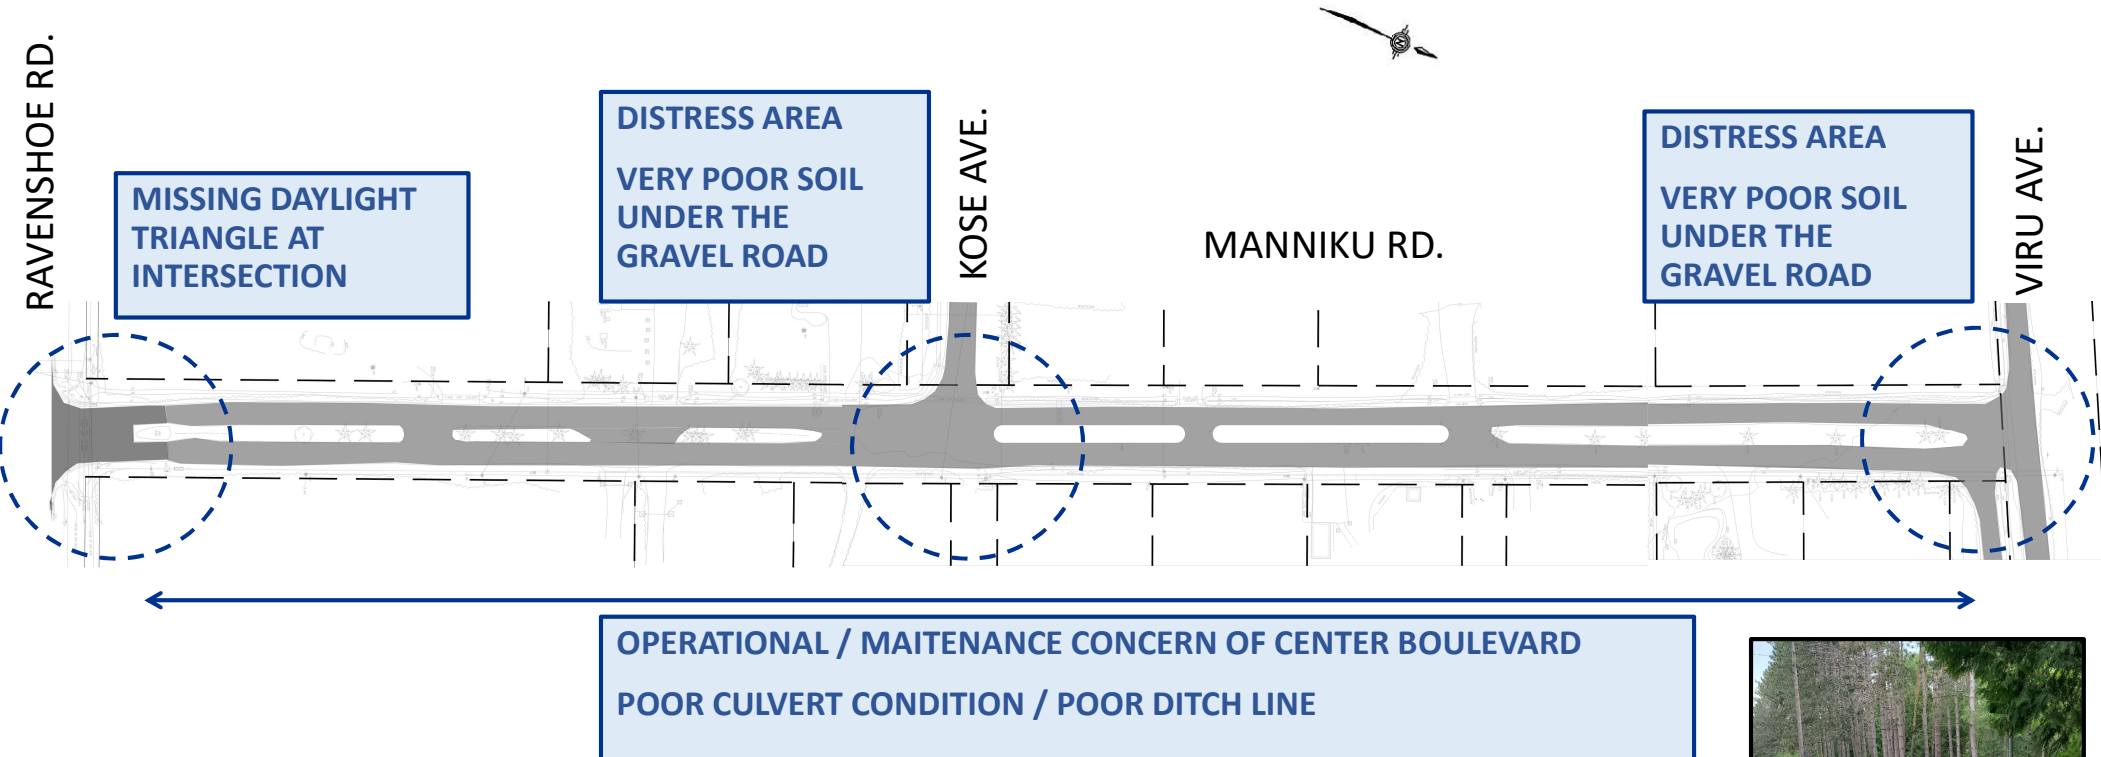 RAVENSHOE RD.
MISSING DAYLIGHT
TRIANGLE AT
INTERSECTION
DISTRESS AREA
VERY POOR SOIL
UNDER THE
GRAVEL ROAD
KOSE AVE.
MANNIKU RD.
DISTRESS AREA
VERY POOR SOIL
UNDER THE
GRAVEL ROAD
VIRU AVE.
OPERATIONAL / MAITENANCE CONCERN OF CENTER BOULEVARD
POOR CULVERT CONDITION / POOR DITCH LINE